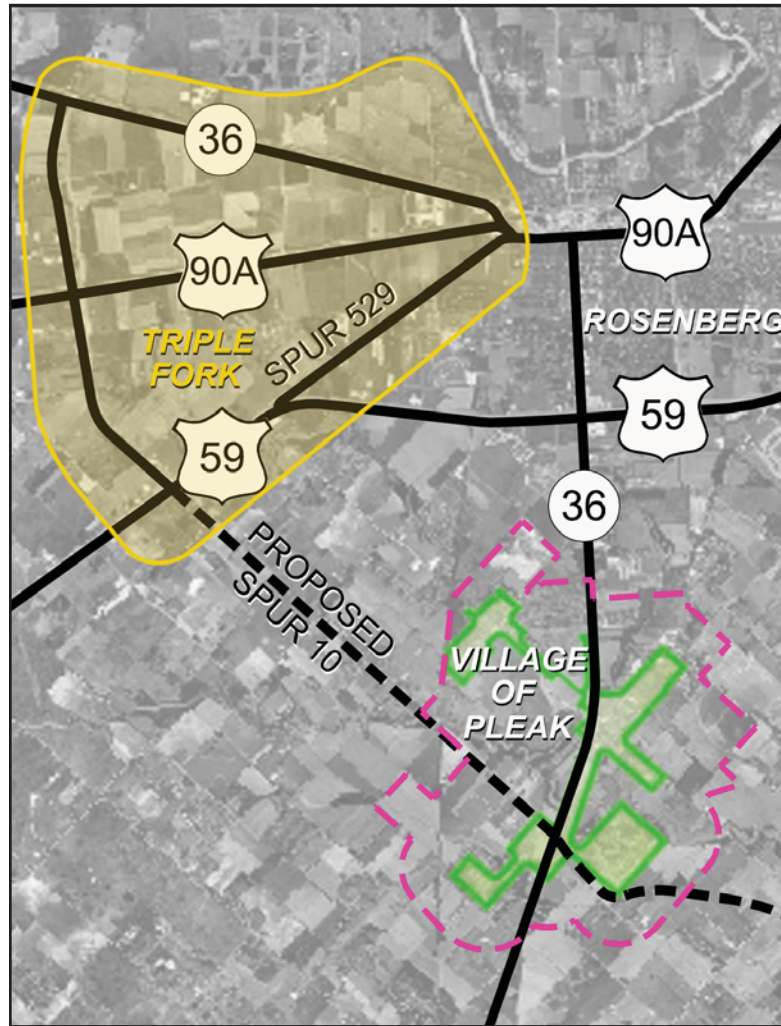 36
90A
90A
TRIPLE
FORK
SPUR 529
ROSENBERG
59
59
36
PROPOSED
SPUR 10
VILLAGE
OF
PLEAK